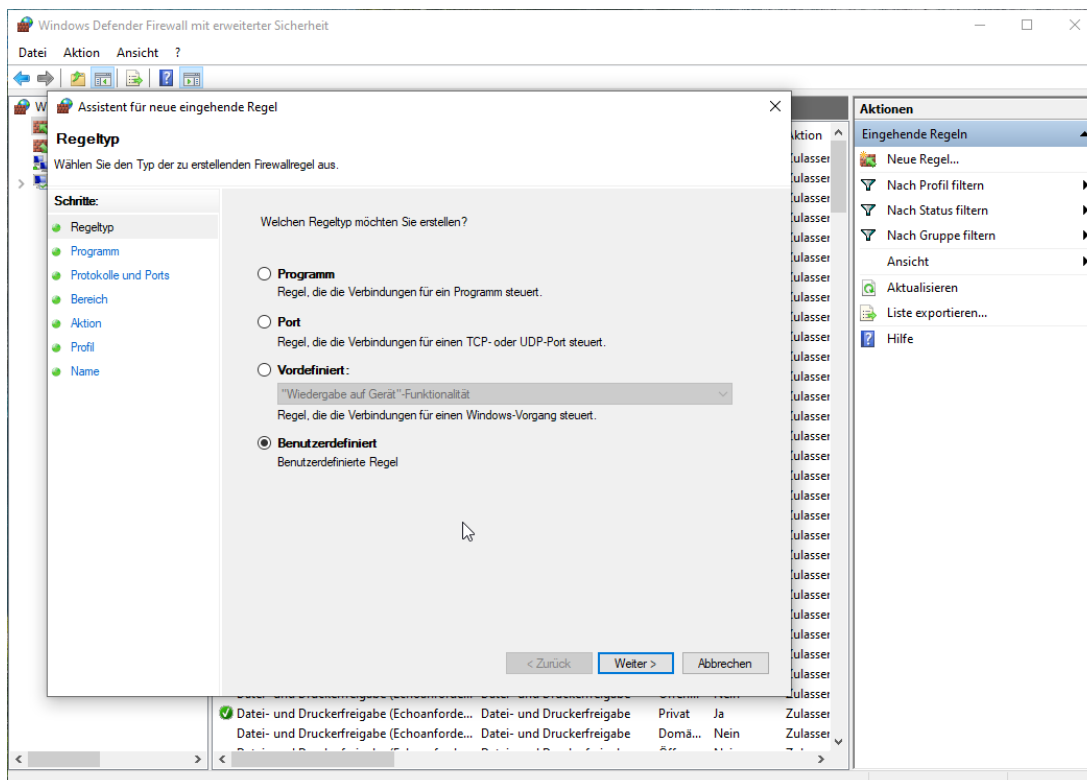 Windows Defender Firewall mit erweiterter Sicherheit
Datei Aktion Ansicht ?
W
Assistent für neue eingehende Regel
Regeltyp
Wählen Sie den Typ der zu erstellenden Firewallregel aus.
Schritte:
Regeltyp
Programm
Protokolle und Ports
Bereich
Aktion
Profil
Name
Welchen Regeltyp möchten Sie erstellen?
Programm
Regel, die die Verbindungen für ein Programm steuert.
Port
Regel, die die Verbindungen für einen TCP- oder UDP-Port steuert.
Vordefiniert:
"Wiedergabe auf Gerät"-Funktionalität
Regel, die die Verbindungen für einen Windows-Vorgang steuert.
Benutzerdefiniert
Benutzerdefinierte Regel
< Zurück Weiter > Abbrechen
Aktion
Datei- und Druckerfreigabe (Echoanforde... Datei- und Druckerfreigabe Privat Ja Zulasser
Datei- und Druckerfreigabe (Echoanforde... Datei- und Druckerfreigabe Domä... Nein Zulasser
Aktionen
Eingehende Regeln
Neue Regel...
Nach Profil filtern
Nach Status filtern
Nach Gruppe filtern
Ansicht
Aktualisieren
Liste exportieren...
Hilfe